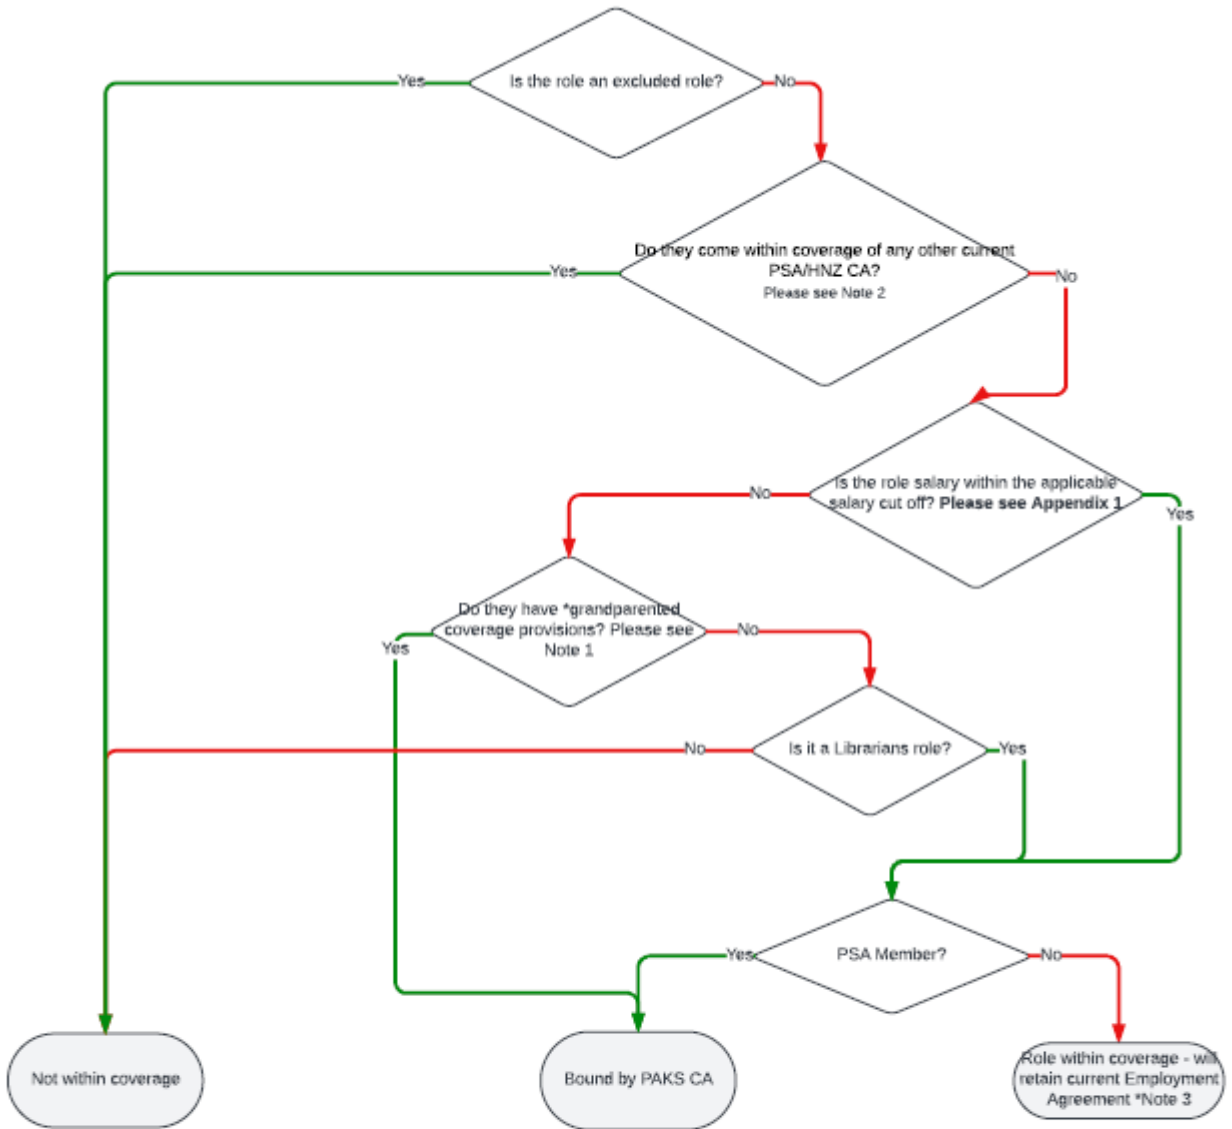 Is the role an excluded role?
Yes
No
Do they come within coverage of any other current
PSA/HNZ CA?
Please see Note 2
Yes
No
Is the role salary within the applicable
salary cut off? Please see Appendix 1
No
Yes
Do they have *grandparented
coverage provisions? Please see
Note 1
Yes
No
Is it a Librarians role?
No
Yes
PSA Member?
Yes
No
Not within coverage
Bound by PAKS CA
Role within coverage - will
retain current Employment
Agreement *Note 3